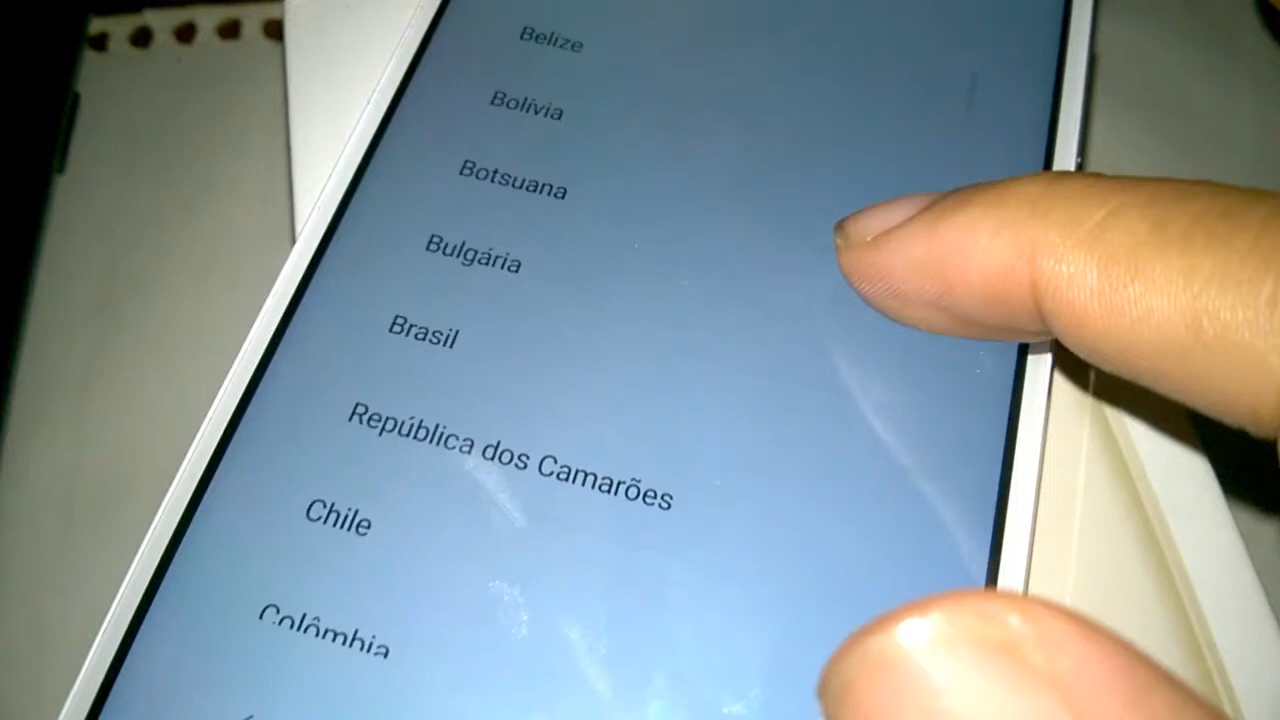 Belize
Bolívia
Botsuana
Bulgária
Brasil
República dos Camarões
Chile
Colômbia